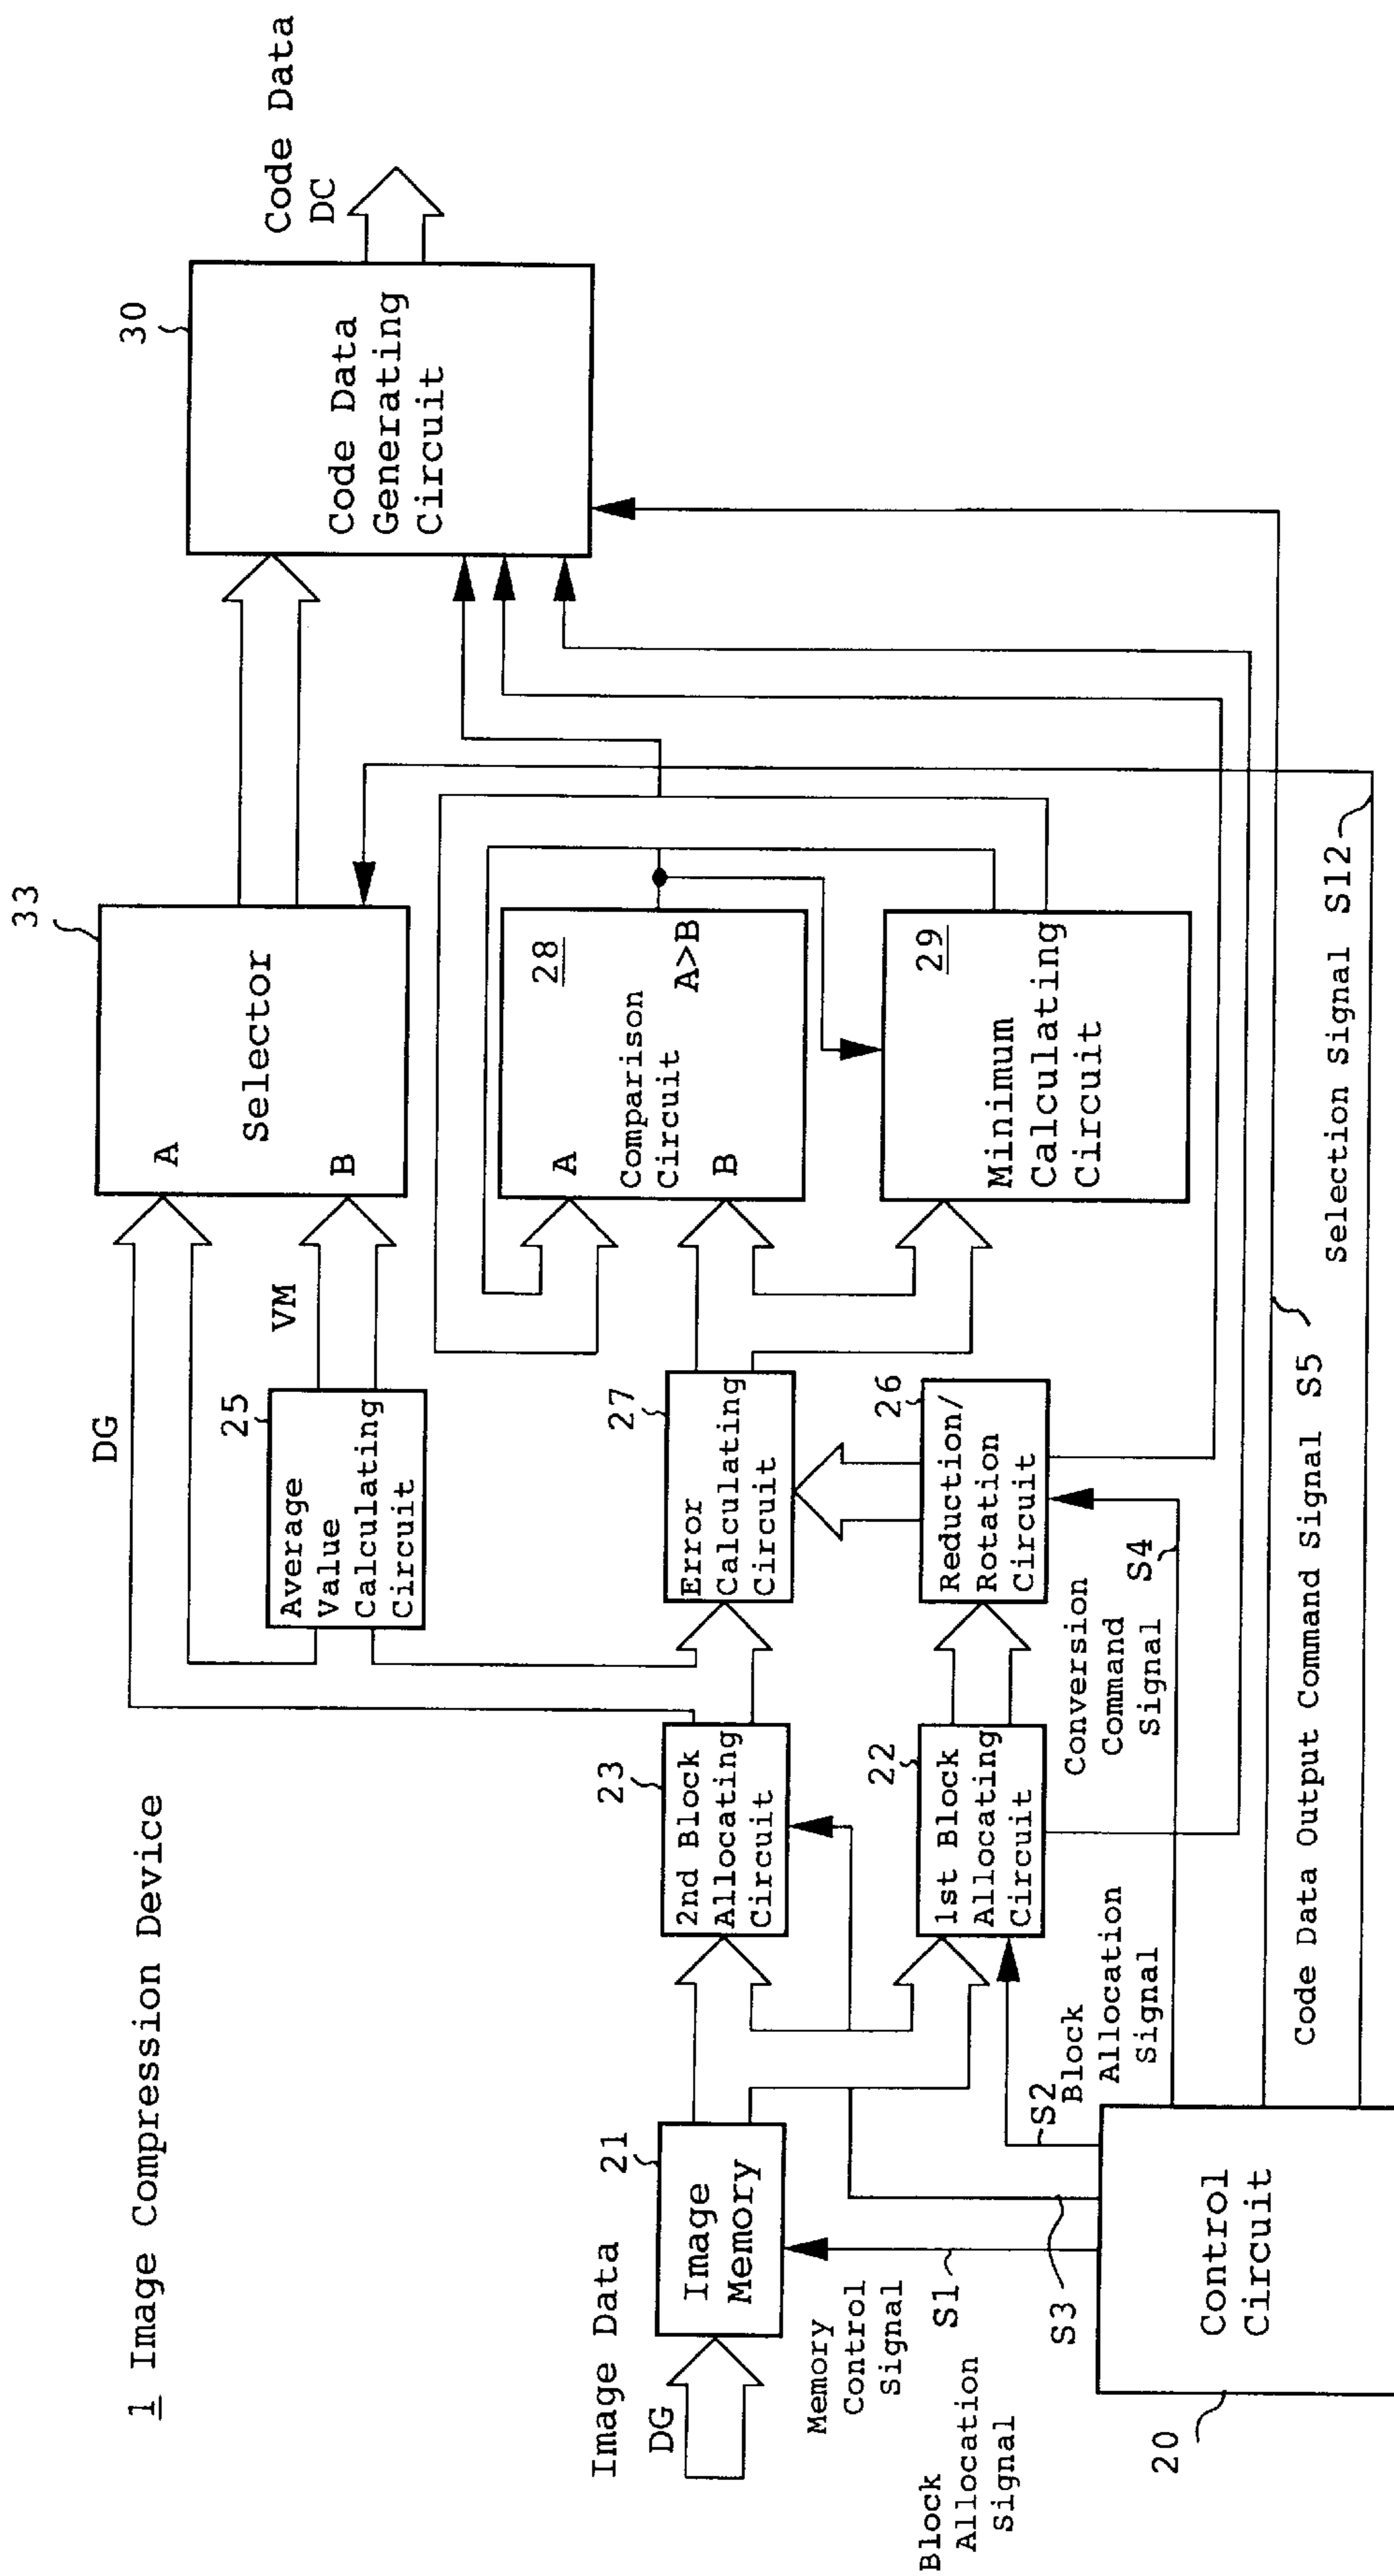 1 Image Compression Device
Image Data
DG
21
Image
Memory
Memory
Control
Signal
S1
Block
Allocation
Signal
S3
20
Control
Circuit
S2
Block
Allocation
Signal
23
2nd Block
Allocating
Circuit
22
1st Block
Allocating
Circuit
Conversion
Command
Signal
S4
Code Data Output Command Signal S5
Selection Signal S12
DG
25
Average
Value
Calculating
Circuit
VM
27
Error
Calculating
Circuit
26
Reduction/
Rotation
Circuit
33
A
Selector
B
28
A
Comparison
Circuit
B
A>B
29
Minimum
Calculating
Circuit
30
Code Data
Generating
Circuit
Code Data
DC